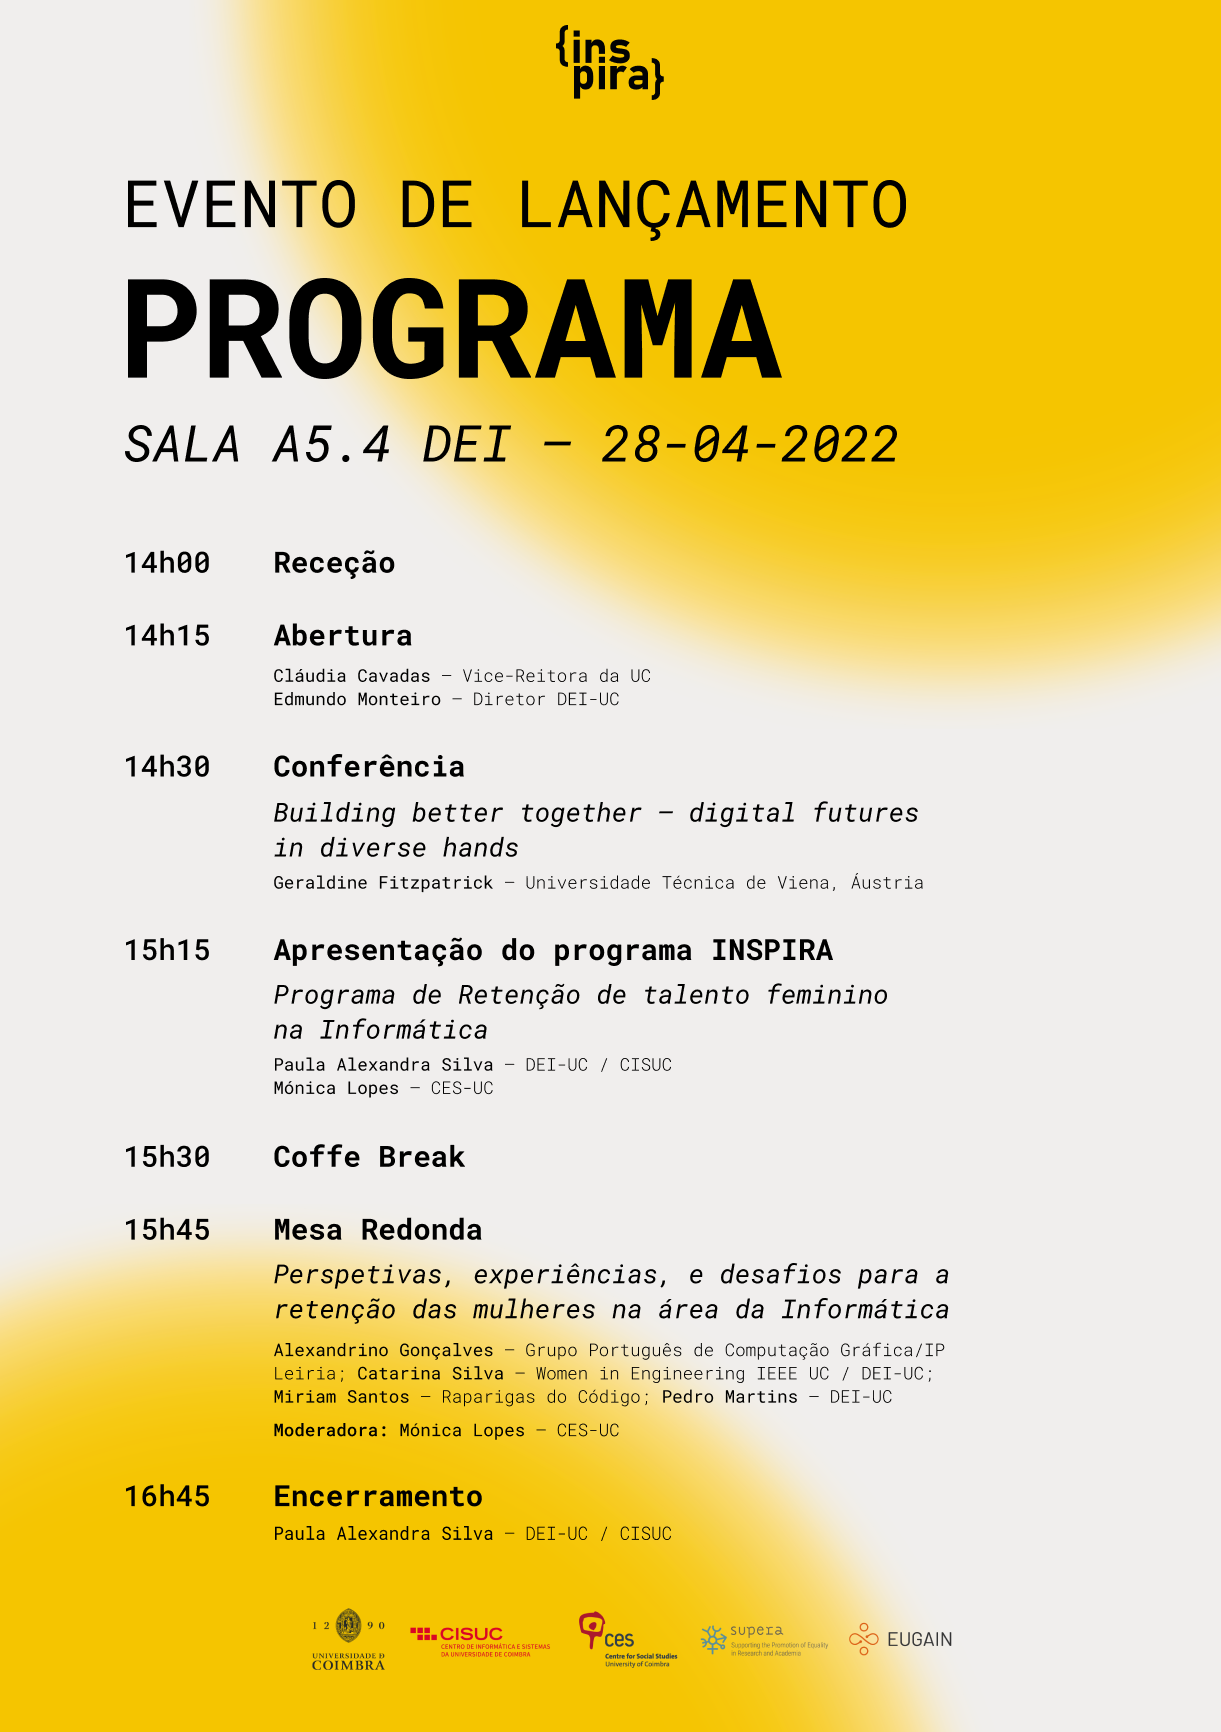 {ins
pira}
EVENTO DE LANÇAMENTO
PROGRAMA
SALA A5.4 DEI — 28-04-2022
14h00 Receção
14h15 Abertura
Cláudia Cavadas — Vice-Reitora da UC
Edmundo Monteiro — Diretor DEI-UC
14h30 Conferência
Building better together — digital futures
in diverse hands
Geraldine Fitzpatrick — Universidade Técnica de Viena, Áustria
15h15 Apresentação do programa INSPIRA
Programa de Retenção de talento feminino
na Informática
Paula Alexandra Silva — DEI-UC / CISUC
Mónica Lopes — CES-UC
15h30 Coffe Break
15h45 Mesa Redonda
Perspetivas, experiências, e desafios para a
retenção das mulheres na área da Informática
Alexandrino Gonçalves — Grupo Português de Computação Gráfica/IP
Leiria; Catarina Silva — Women in Engineering IEEE UC / DEI-UC;
Miriam Santos — Raparigas do Código; Pedro Martins — DEI-UC
Moderadora: Mónica Lopes — CES-UC
16h45 Encerramento
Paula Alexandra Silva — DEI-UC / CISUC
12 90
UNIVERSIDADE D
COIMBRA
CISUC
CENTRO DE INFORMÁTICA E SISTEMAS
DA UNIVERSIDADE DE COIMBRA
ces
Centre for Social Studies
University of Coimbra
supera
Supporting the Promotion of Equality
in Research and Academia
EUGAIN